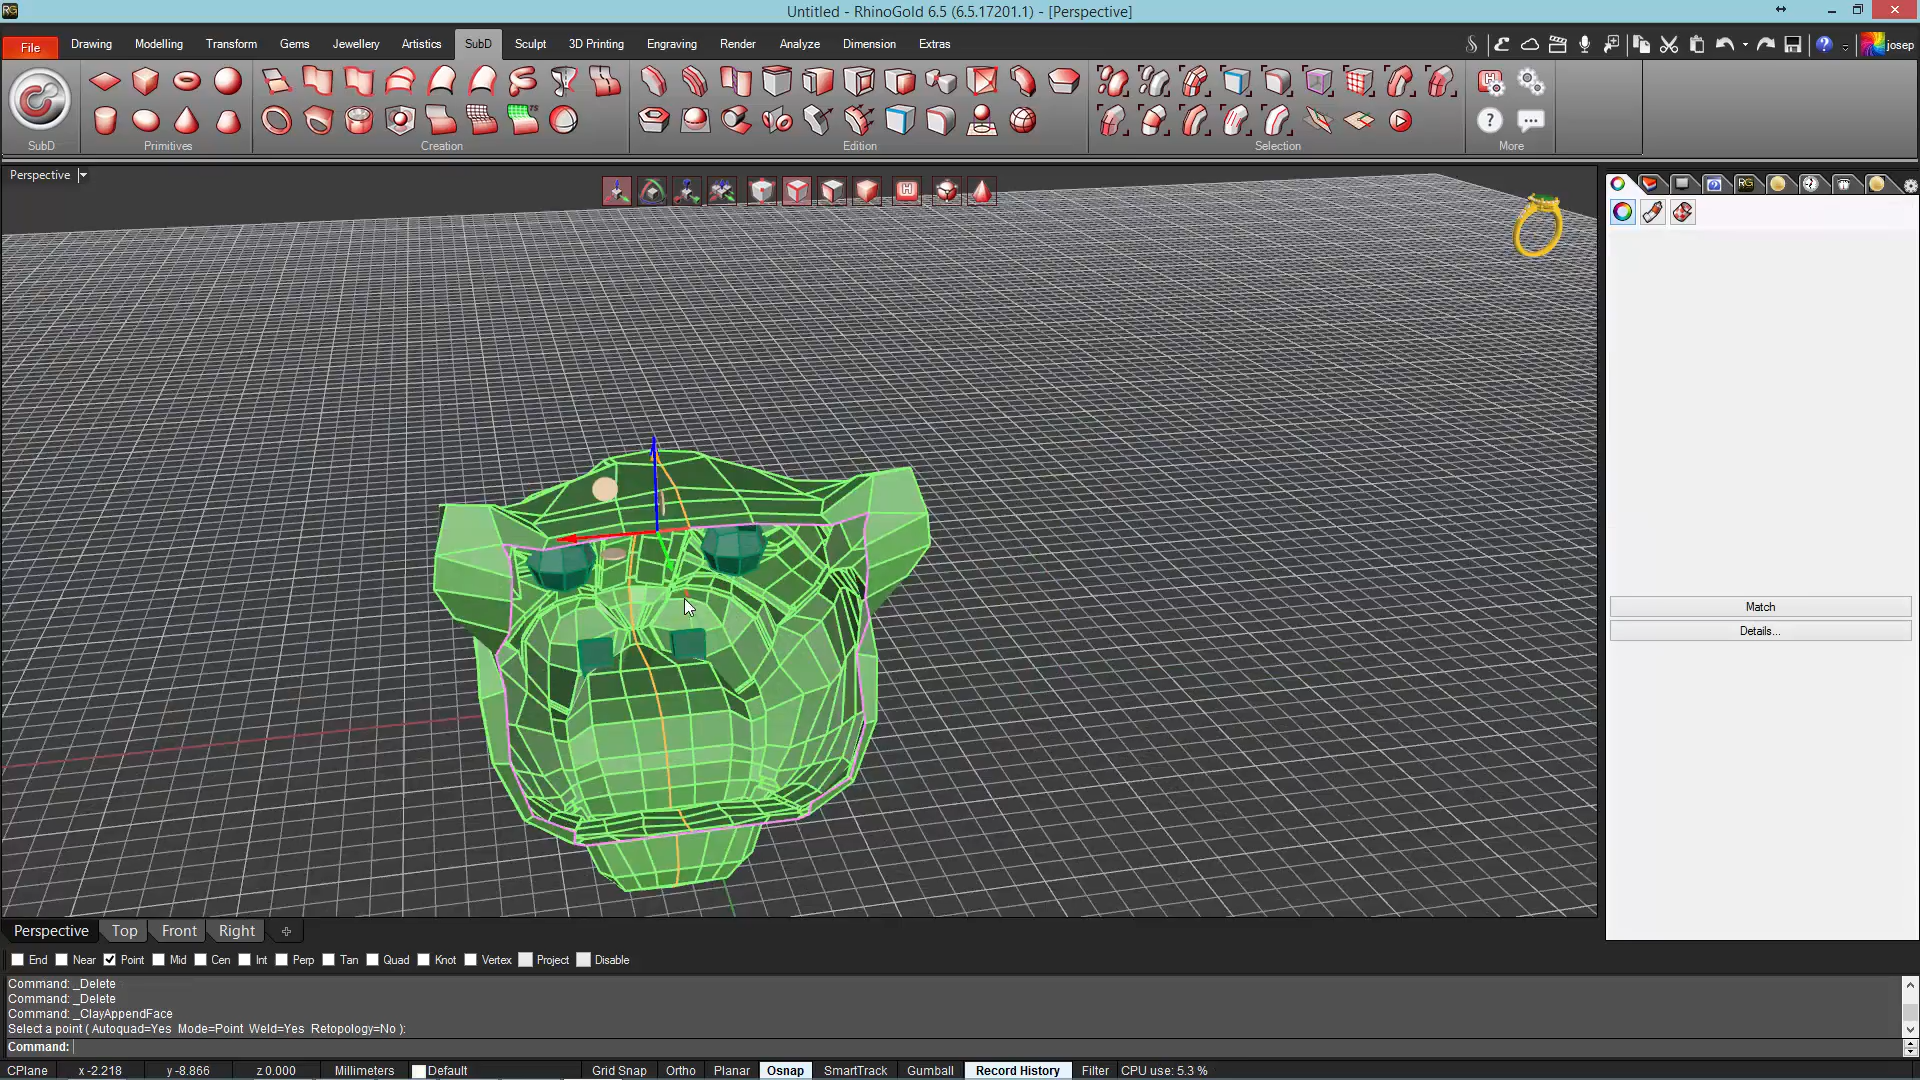 RG
Untitled - RhinoGold 6.5 (6.5.17201.1) - [Perspective]
File Drawing Modelling Transform Gems Jewellery Artistics SubD Sculpt 3D Printing Engraving Render Analyze Dimension Extras
josep
SubD Primitives Creation Edition Selection More
Perspective
Match
Details...
Perspective Top Front Right
End Near Point Mid Cen Int Perp Tan Quad Knot Vertex Project Disable
Command: _Delete
Command: _Delete
Command: _ClayAppendFace
Select a point ( Autoquad=Yes Mode=Point Weld=Yes Retopology=No ):
Command:
CPlane x -2.218 y -8.866 z 0.000 Millimeters Default Grid Snap Ortho Planar Osnap SmartTrack Gumball Record History Filter CPU use: 5.3 %